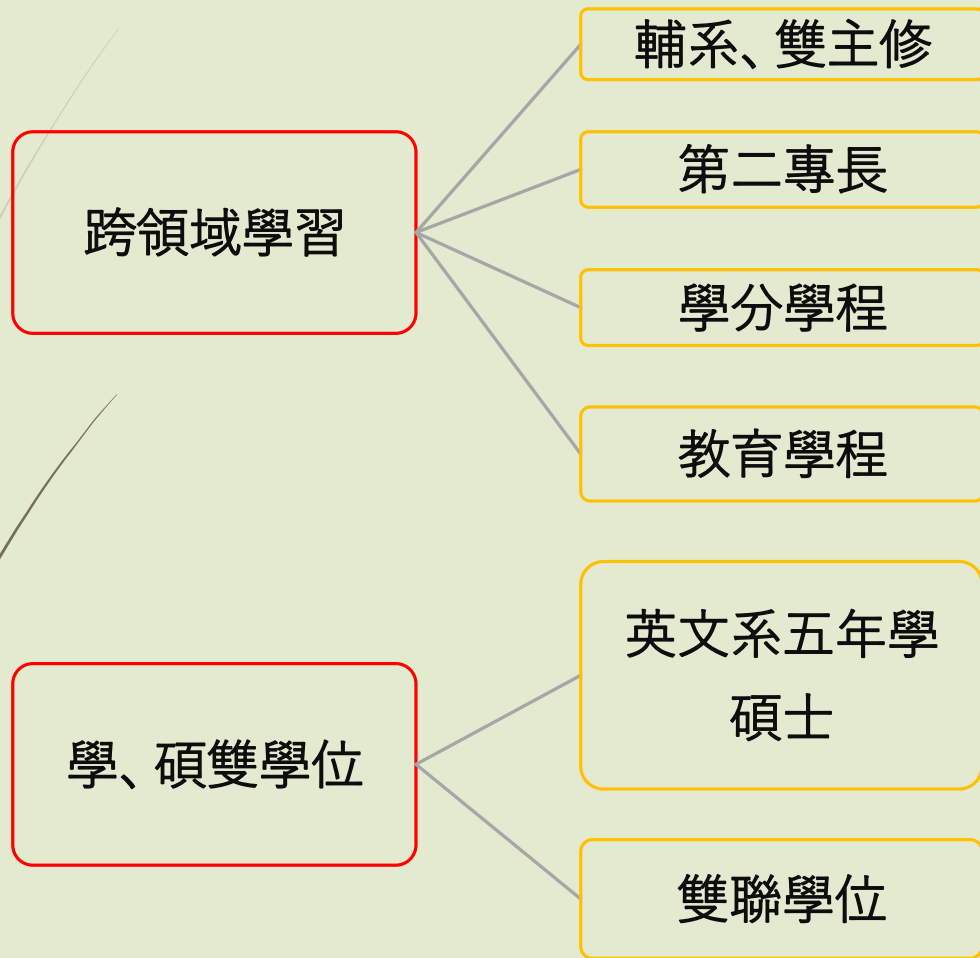 跨領域學習
輔系、雙主修
第二專長
學分學程
教育學程
學、碩雙學位
英文系五年學
碩士
雙聯學位